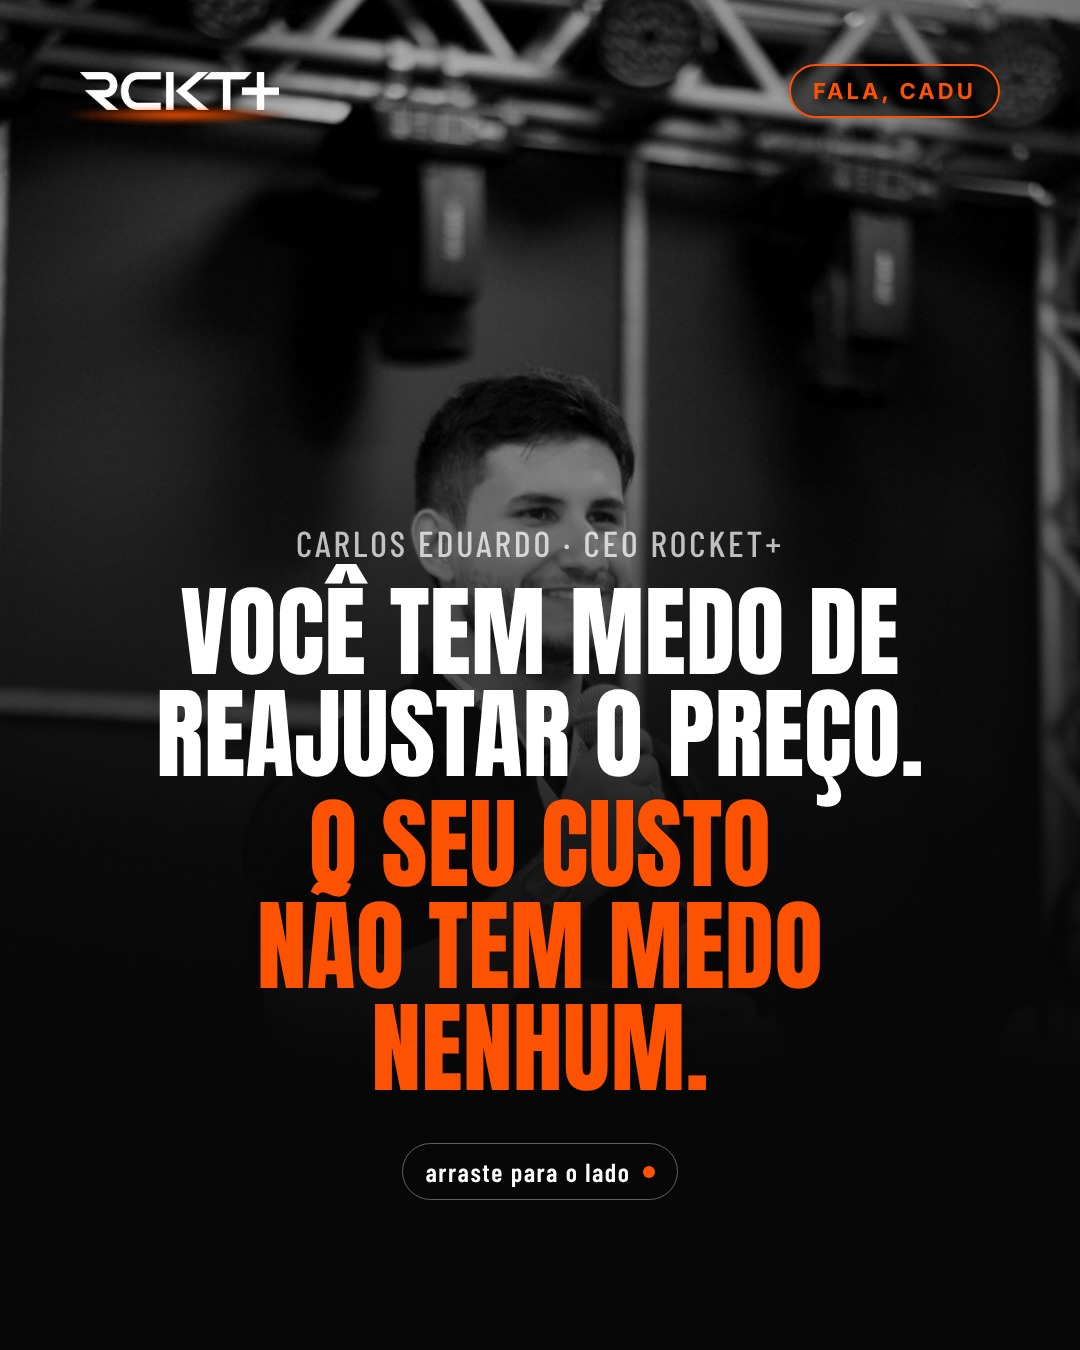 RCKT+
FALA, CADU
CARLOS EDUARDO · CEO ROCKET+
VOCÊ TEM MEDO DE
REAJUSTAR O PREÇO.
O SEU CUSTO
NÃO TEM MEDO
NENHUM.
arraste para o lado